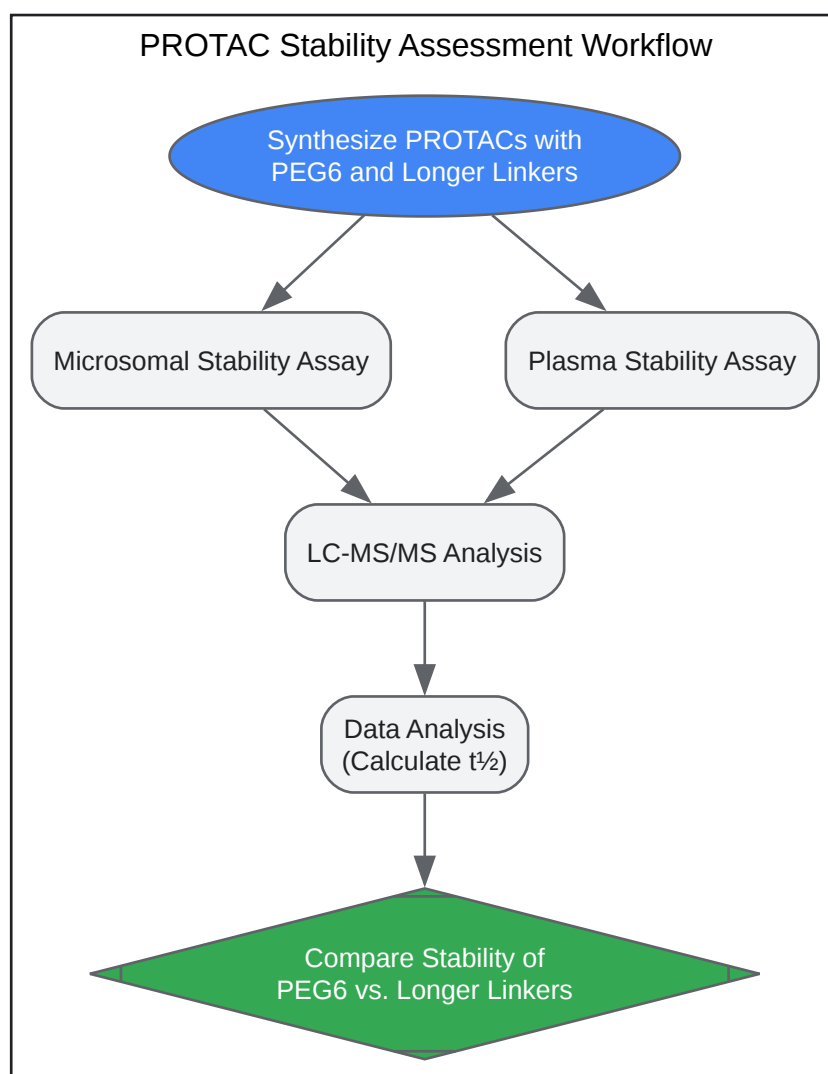 PROTAC Stability Assessment Workflow
Synthesize PROTACs with
PEG6 and Longer Linkers
Microsomal Stability Assay
Plasma Stability Assay
LC-MS/MS Analysis
Data Analysis
(Calculate t½)
Compare Stability of
PEG6 vs. Longer Linkers